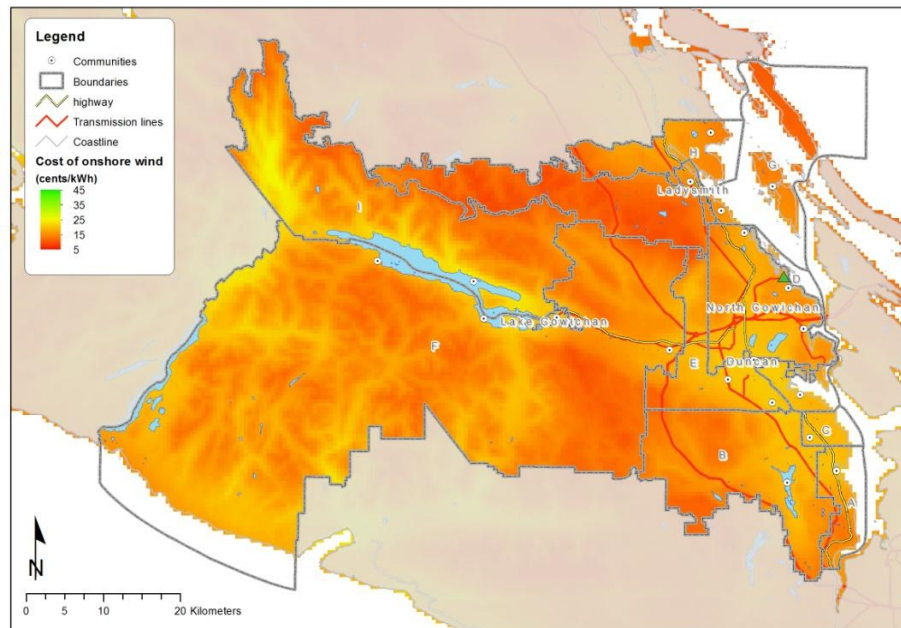 Legend
Communities
Boundaries
highway
Transmission lines
Coastline
Cost of onshore wind
(cents/kWh)
45
35
25
15
5
H
G
Ladysmith
I
D
North Cowichan
Lake Cowichan
F
E
Duncan
C
B
A
N
0 5 10 20 Kilometers